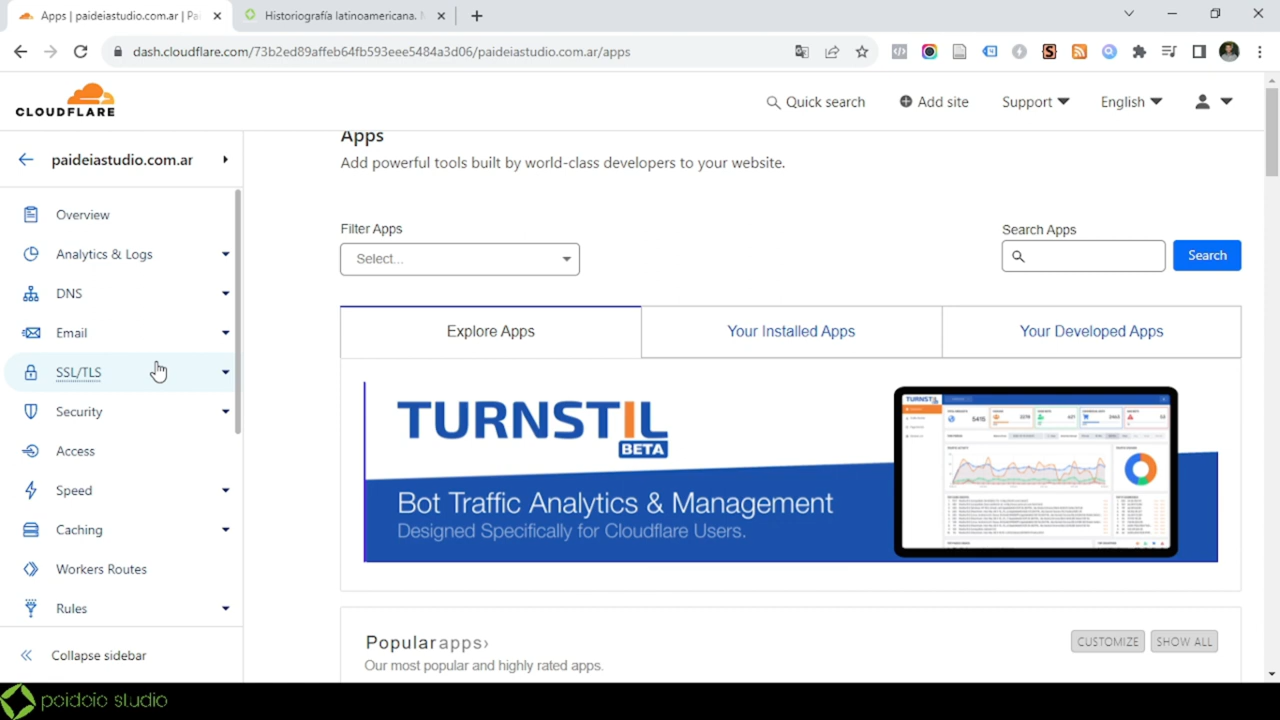 Apps | paideiastudio.com.ar | Pai
Historiografía latinoamericana.
dash.cloudflare.com/73b2ed89affeb64fb593eee5484a3d06/paideiastudio.com.ar/apps
CLOUDFLARE
Quick search
Add site
Support
English
paideiastudio.com.ar
Overview
Analytics & Logs
DNS
Email
SSL/TLS
Security
Access
Speed
Caching
Workers Routes
Rules
Collapse sidebar
Apps
Add powerful tools built by world-class developers to your website.
Filter Apps
Select...
Search Apps
Search
Explore Apps
Your Installed Apps
Your Developed Apps
TURNSTIL
BETA
Bot Traffic Analytics & Management
Designed Specifically for Cloudflare Users.
TURNSTIL
Popular apps›
CUSTOMIZE
SHOW ALL
Our most popular and highly rated apps.
paideia studio